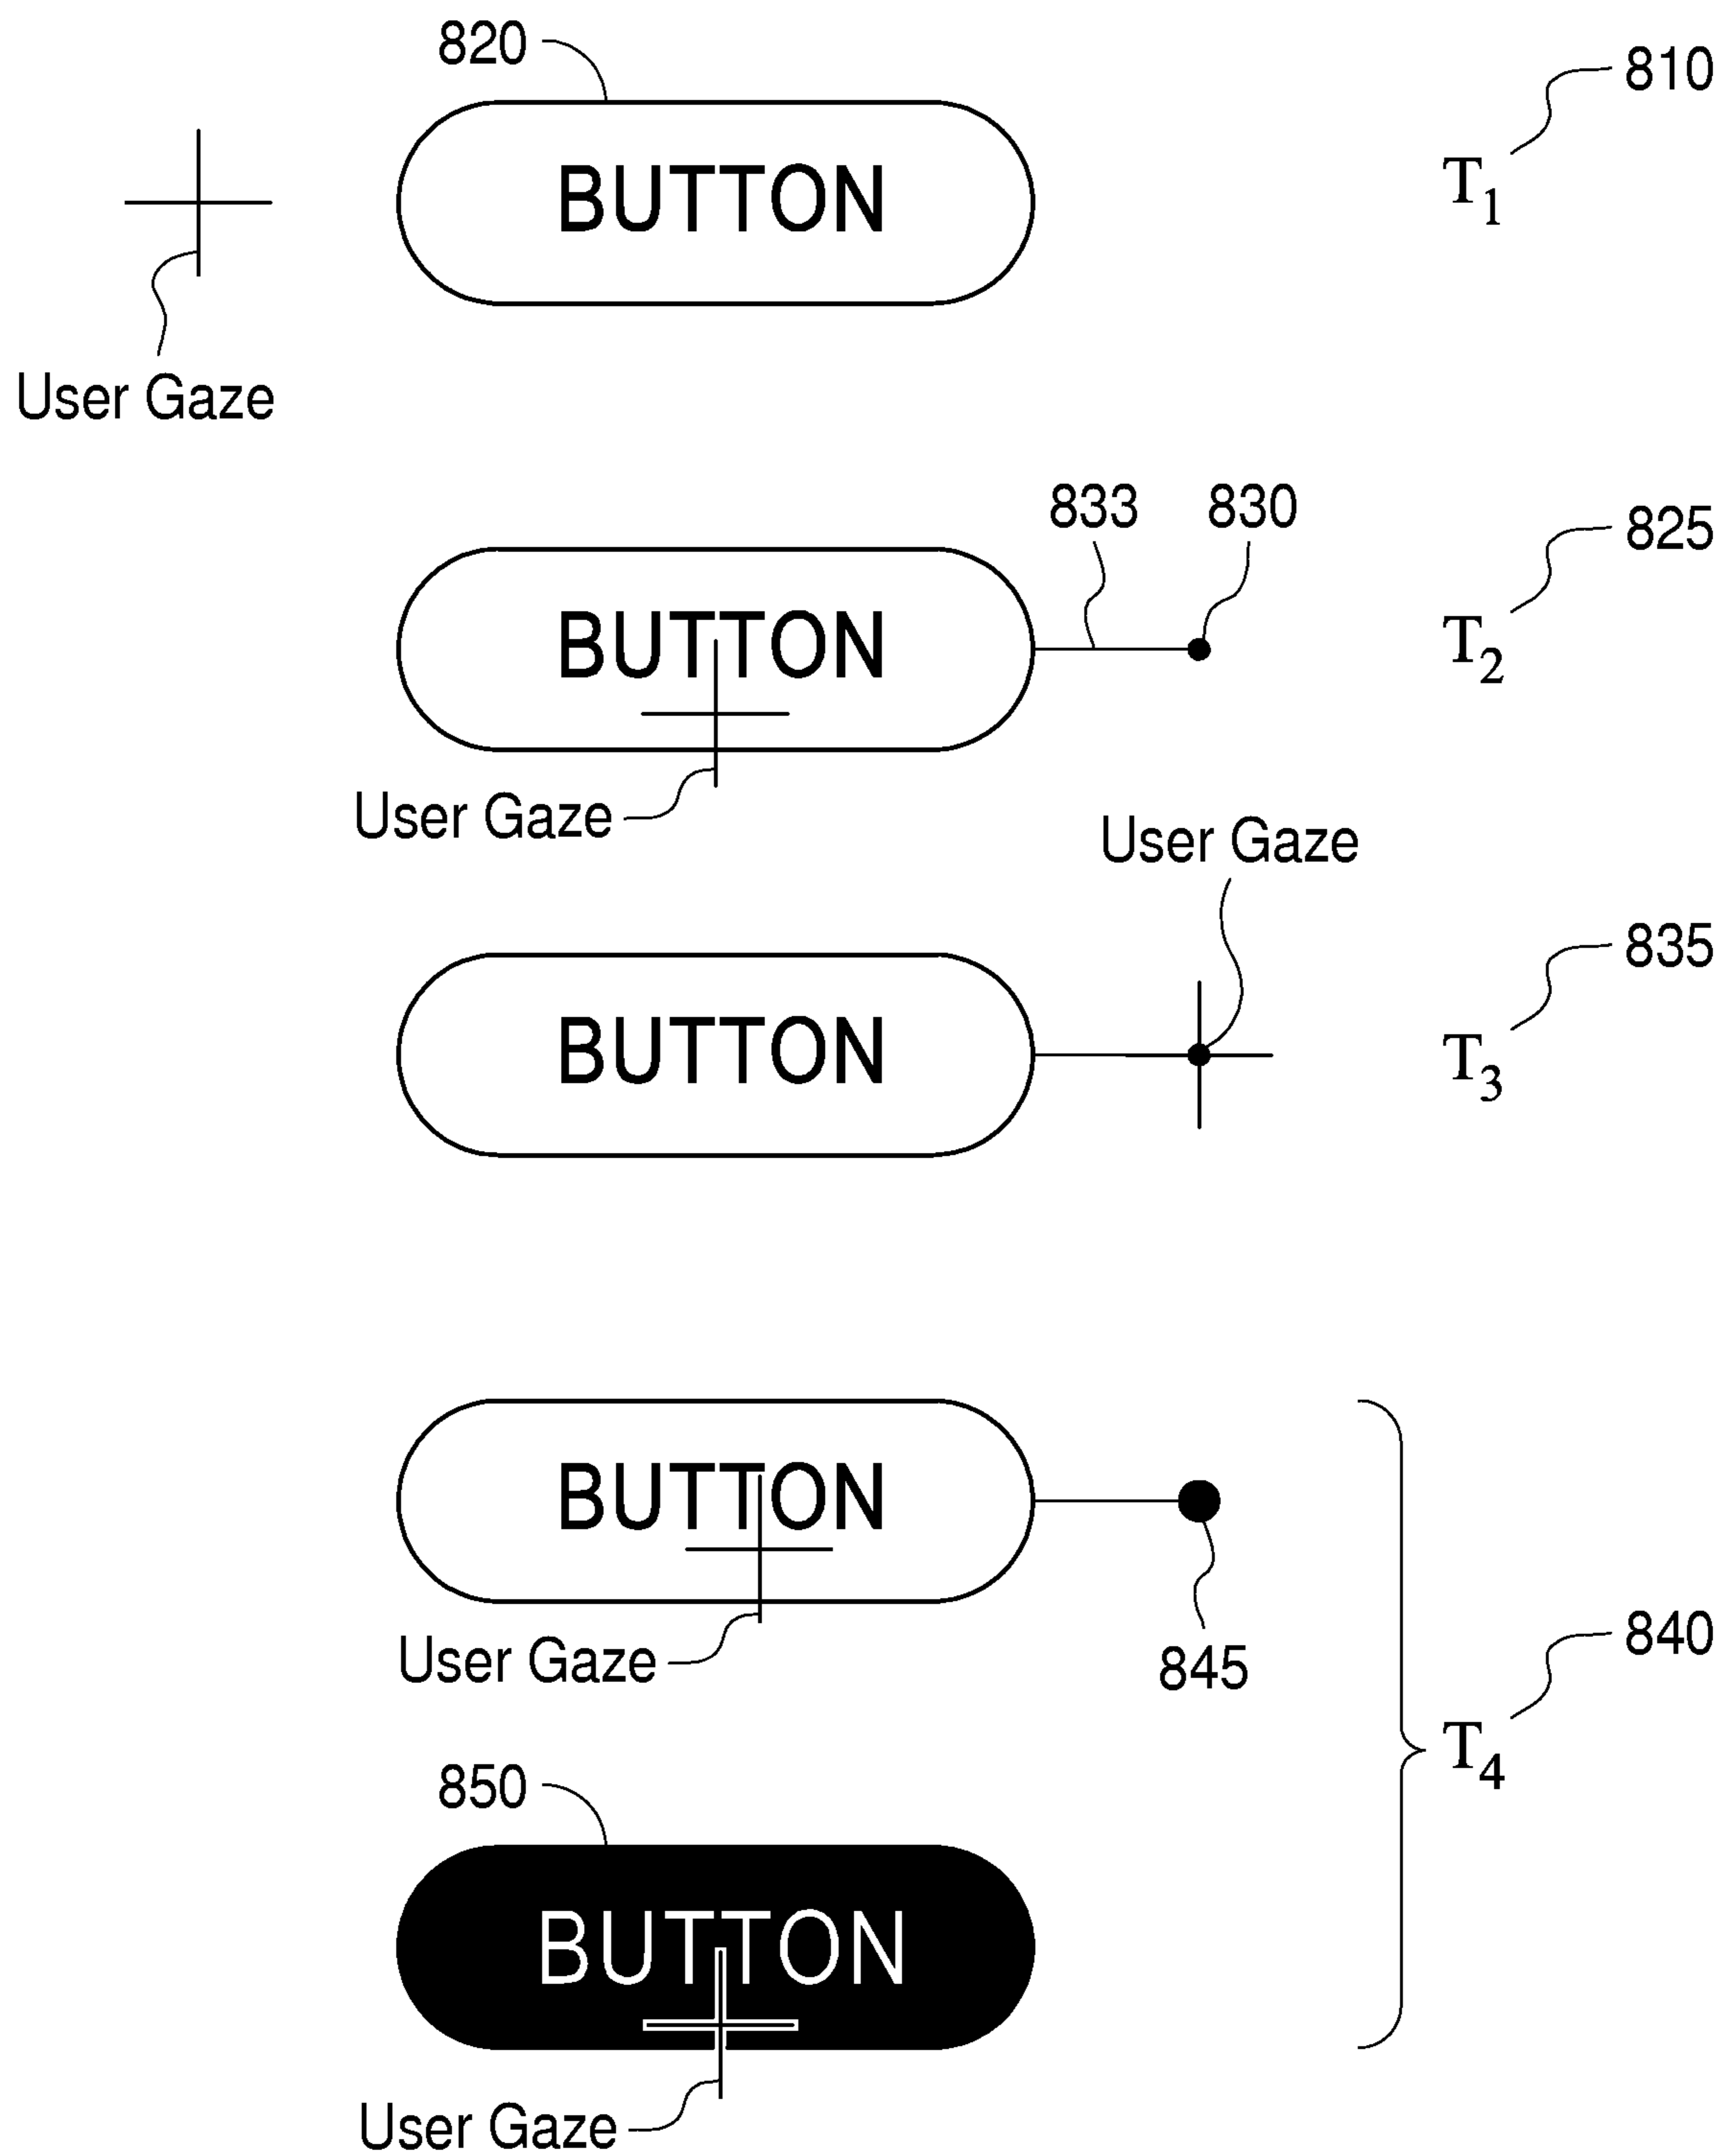 820
810
BUTTON
T1
User Gaze
833
830
825
BUTTON
T2
User Gaze
User Gaze
835
BUTTON
T3
BUTTON
User Gaze
845
840
T4
850
BUTTON
User Gaze